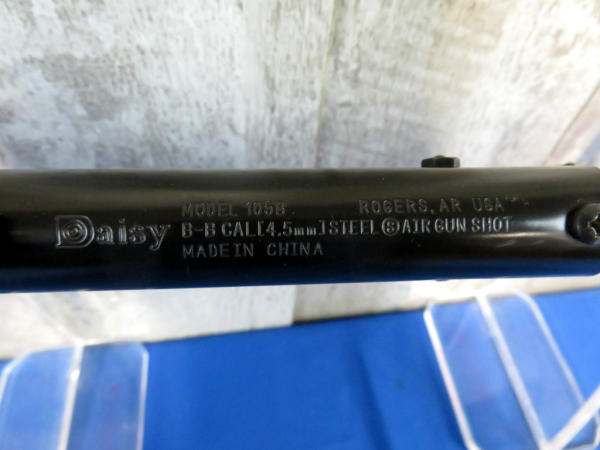 MODEL 105B ROGERS, AR USA
Daisy B-B CAL[4.5mm]STEEL AIR GUN SHOT
MADE IN CHINA